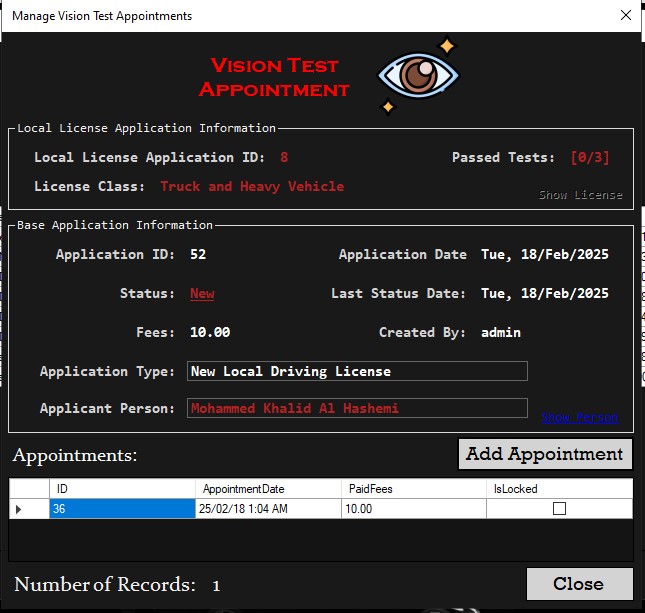 Manage Vision Test Appointments
Vision Test
Appointment
Local License Application Information
Local License Application ID: 8 Passed Tests: [0/3]
License Class: Truck and Heavy Vehicle
Show License
Base Application Information
Application ID: 52 Application Date Tue, 18/Feb/2025
Status: New Last Status Date: Tue, 18/Feb/2025
Fees: 10.00 Created By: admin
Application Type: New Local Driving License
Applicant Person: Mohammed Khalid Al Hashemi
Show Person
Appointments: Add Appointment
ID AppointmentDate PaidFees IsLocked
36 25/02/18 1:04 AM 10.00
Number of Records: 1 Close